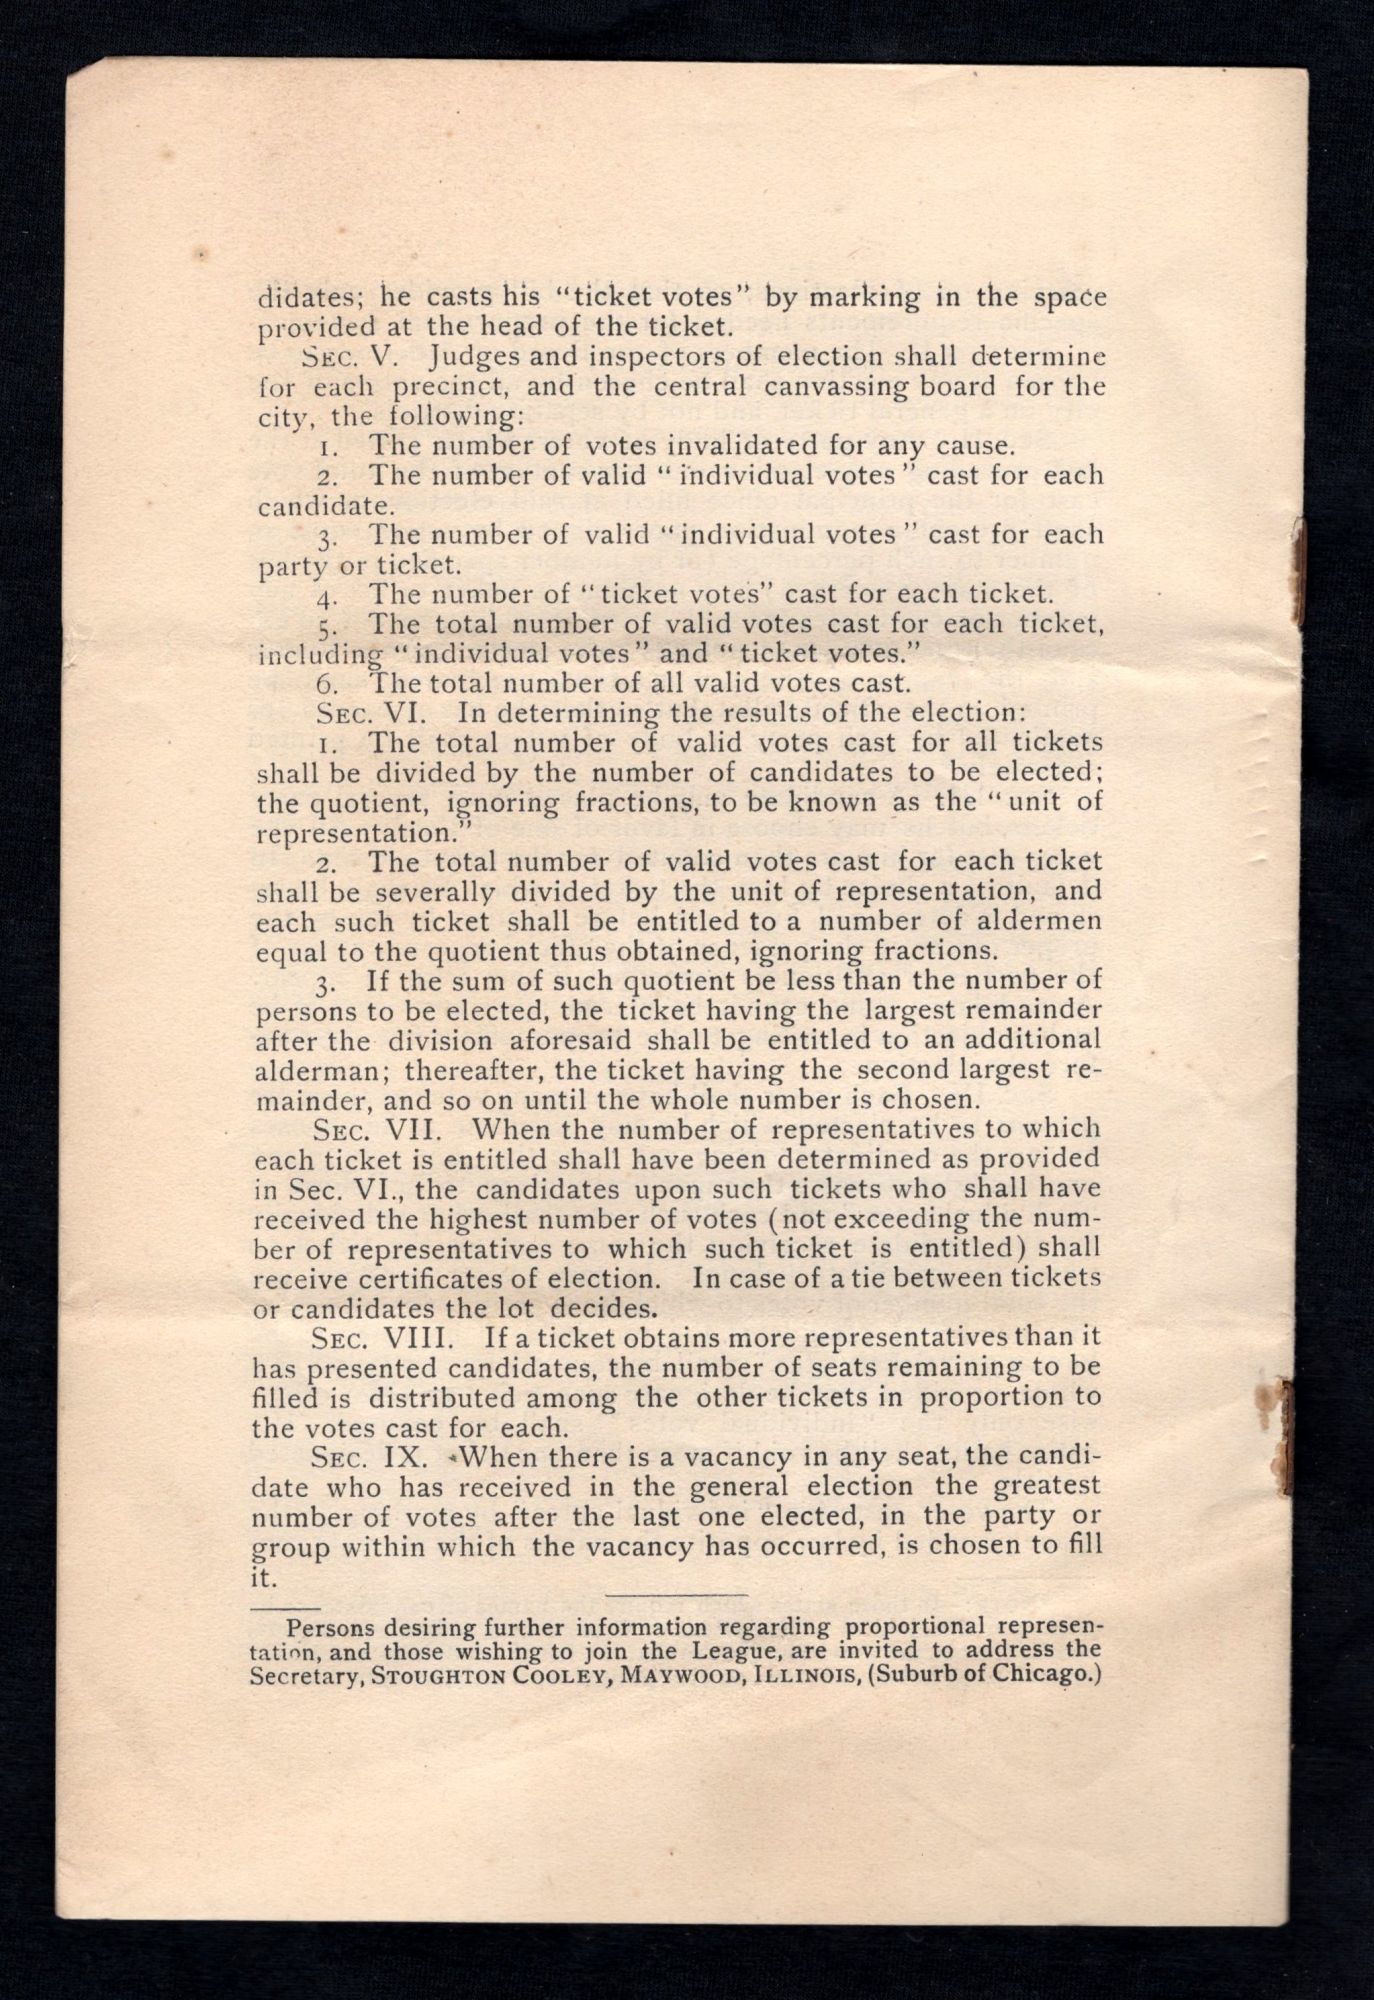 didates; he casts his “ticket votes” by marking in the space
provided at the head of the ticket.
SEC. V. Judges and inspectors of election shall determine
for each precinct, and the central canvassing board for the
city, the following:
1. The number of votes invalidated for any cause.
2. The number of valid “individual votes” cast for each
candidate.
3. The number of valid “individual votes” cast for each
party or ticket.
4. The number of “ticket votes” cast for each ticket.
5. The total number of valid votes cast for each ticket,
including “individual votes” and “ticket votes.”
6. The total number of all valid votes cast.
SEC. VI. In determining the results of the election:
1. The total number of valid votes cast for all tickets
shall be divided by the number of candidates to be elected;
the quotient, ignoring fractions, to be known as the “unit of
representation.”
2. The total number of valid votes cast for each ticket
shall be severally divided by the unit of representation, and
each such ticket shall be entitled to a number of aldermen
equal to the quotient thus obtained, ignoring fractions.
3. If the sum of such quotient be less than the number of
persons to be elected, the ticket having the largest remainder
after the division aforesaid shall be entitled to an additional
alderman; thereafter, the ticket having the second largest re-
mainder, and so on until the whole number is chosen.
SEC. VII. When the number of representatives to which
each ticket is entitled shall have been determined as provided
in Sec. VI., the candidates upon such tickets who shall have
received the highest number of votes (not exceeding the num-
ber of representatives to which such ticket is entitled) shall
receive certificates of election. In case of a tie between tickets
or candidates the lot decides.
SEC. VIII. If a ticket obtains more representatives than it
has presented candidates, the number of seats remaining to be
filled is distributed among the other tickets in proportion to
the votes cast for each.
SEC. IX. When there is a vacancy in any seat, the candi-
date who has received in the general election the greatest
number of votes after the last one elected, in the party or
group within which the vacancy has occurred, is chosen to fill
it.
Persons desiring further information regarding proportional represen-
tation, and those wishing to join the League, are invited to address the
Secretary, STOUGHTON COOLEY, MAYWOOD, ILLINOIS, (Suburb of Chicago.)